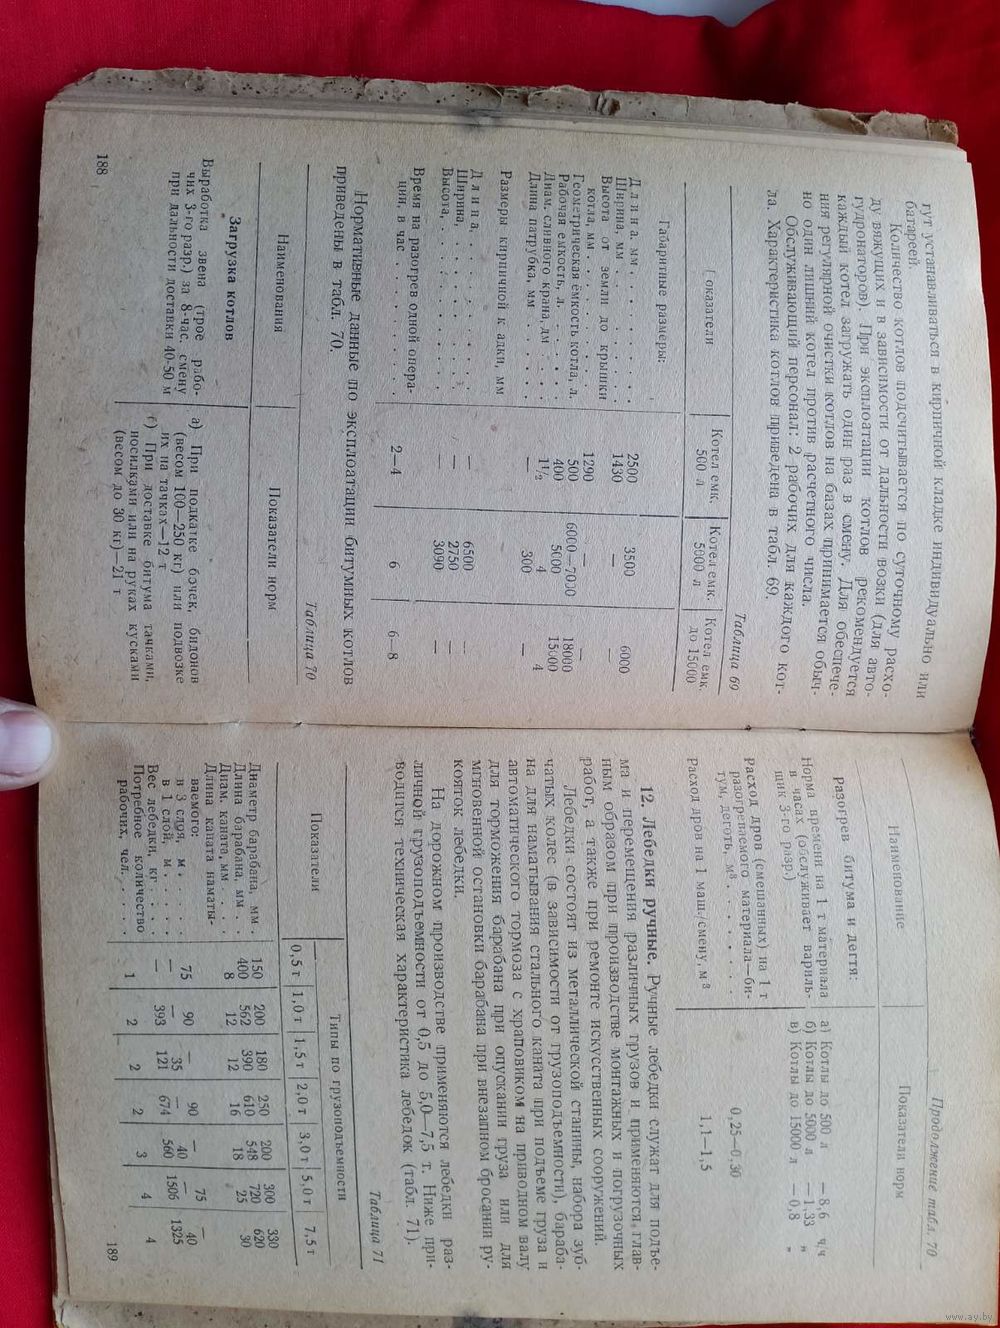 гут устанавливаться в кирпичной кладке индивидуально или
батареей.
Количество котлов подсчитывается по суточному расхо-
ду вяжущих и в зависимости от дальности возки (для авто-
гудронаторов). При эксплоатации котлов рекомендуется
каждый котел загружать один раз в смену. Для обеспече-
ния регулярной очистки котлов на базах принимается обыч-
но один лишний котел против расчетного числа.
Обслуживающий персонал: 2 рабочих для каждого кот-
ла. Характеристика котлов приведена в табл. 69.
Таблица 69
Показатели | Котел емк. 500 л | Котел емк. 5000 л | Котел емк до 15000
Габаритные размеры:
Длина, мм . . . . 2500 3500 6000
Ширина, мм . . . . 1430 — —
Высота от земли до крышки
котла, мм . . . . 1290
Геометрическая ёмкость котла, л. 500 6000—7000 18000
Рабочая емкость, л. . . . 400 5000 15000
Диам. сливного крана, дм 1¹/₂ 4 4
Длина патрубка, мм . . . . — 300 —
Размеры кирпичной к адки, мм
Длина, . . . . — 6500 —
Ширина, . . . . — 2750 —
Высота, . . . . — 3090 —
Время на разогрев одной опера-
ции, в час . . . . 2—4 6 6—8
Нормативные данные по эксплоатации битумных котлов
приведены в табл. 70.
Таблица 70
Наименования | Показатели норм
Загрузка котлов
Выработка звена (трое рабо-
чих 3-го разр.) за 8-час. смену
при дальности доставки 40-50 м
а) При подкатке бочек, бидонов
(весом 100—250 кг) или подвозке
их на тачках—12 т
б) При доставке битума тачками,
носилками или на руках кусками
(весом до 30 кг)—21 т
188
Продолжение табл. 70
Наименование | Показатели норм
Разогрев битума и дегтя:
Норма времени на 1 т материала
в часах (обслуживает вариль-
щик 3-го разр.)
а) Котлы до 500 л —8,6 ч/ч
б) Котлы до 5000 л —1,33 "
в) Котлы до 15000 л —0,8 "
Расход дров (смешанных) на 1 т
разогреваемого материала—би-
тум, деготь, м³ . . . . 0,25—0,30
Расход дров на 1 маш./смену, м³ 1,1—1,5
12. Лебедки ручные. Ручные лебедки служат для подъе-
ма и перемещения различных грузов и применяются глав-
ным образом при производстве монтажных и погрузочных
работ, а также при ремонте искусственных сооружений.
Лебедки состоят из металлической станины, набора зуб-
чатых колес (в зависимости от грузоподъемности), бараба-
на для наматывания стального каната при подъеме груза и
автоматического тормоза с храповиком на приводном валу
для торможения барабана при опускании груза или для
мгновенной остановки барабана при внезапном бросании ру-
кояток лебедки.
На дорожном производстве применяются лебедки раз-
личной грузоподъемности от 0,5 до 5,0—7,5 т. Ниже при-
водится техническая характеристика лебедок (табл. 71).
Таблица 71
Показатели | Типы по грузоподъемности
0,5 т | 1,0 т | 1,5 т | 2,0 т | 3,0 т | 5,0 т | 7,5 т
Диаметр барабана, мм . 150 200 180 250 200 300 330
Длина барабана, мм . . 400 562 390 610 548 720 620
Диам. каната, мм . . . 8 12 12 16 18 25 30
Длина каната наматы-
ваемого:
в 3 слоя, м . . . . 75 90 — 90 — 75 —
в 1 слой, м . . . . — — 35 — 40 — 40
Вес лебедки, кг . . . — 393 121 674 560 1506 1325
Потребное количество
рабочих, чел. . . . . 1 2 2 2 3 4 4
189
www.ay.by